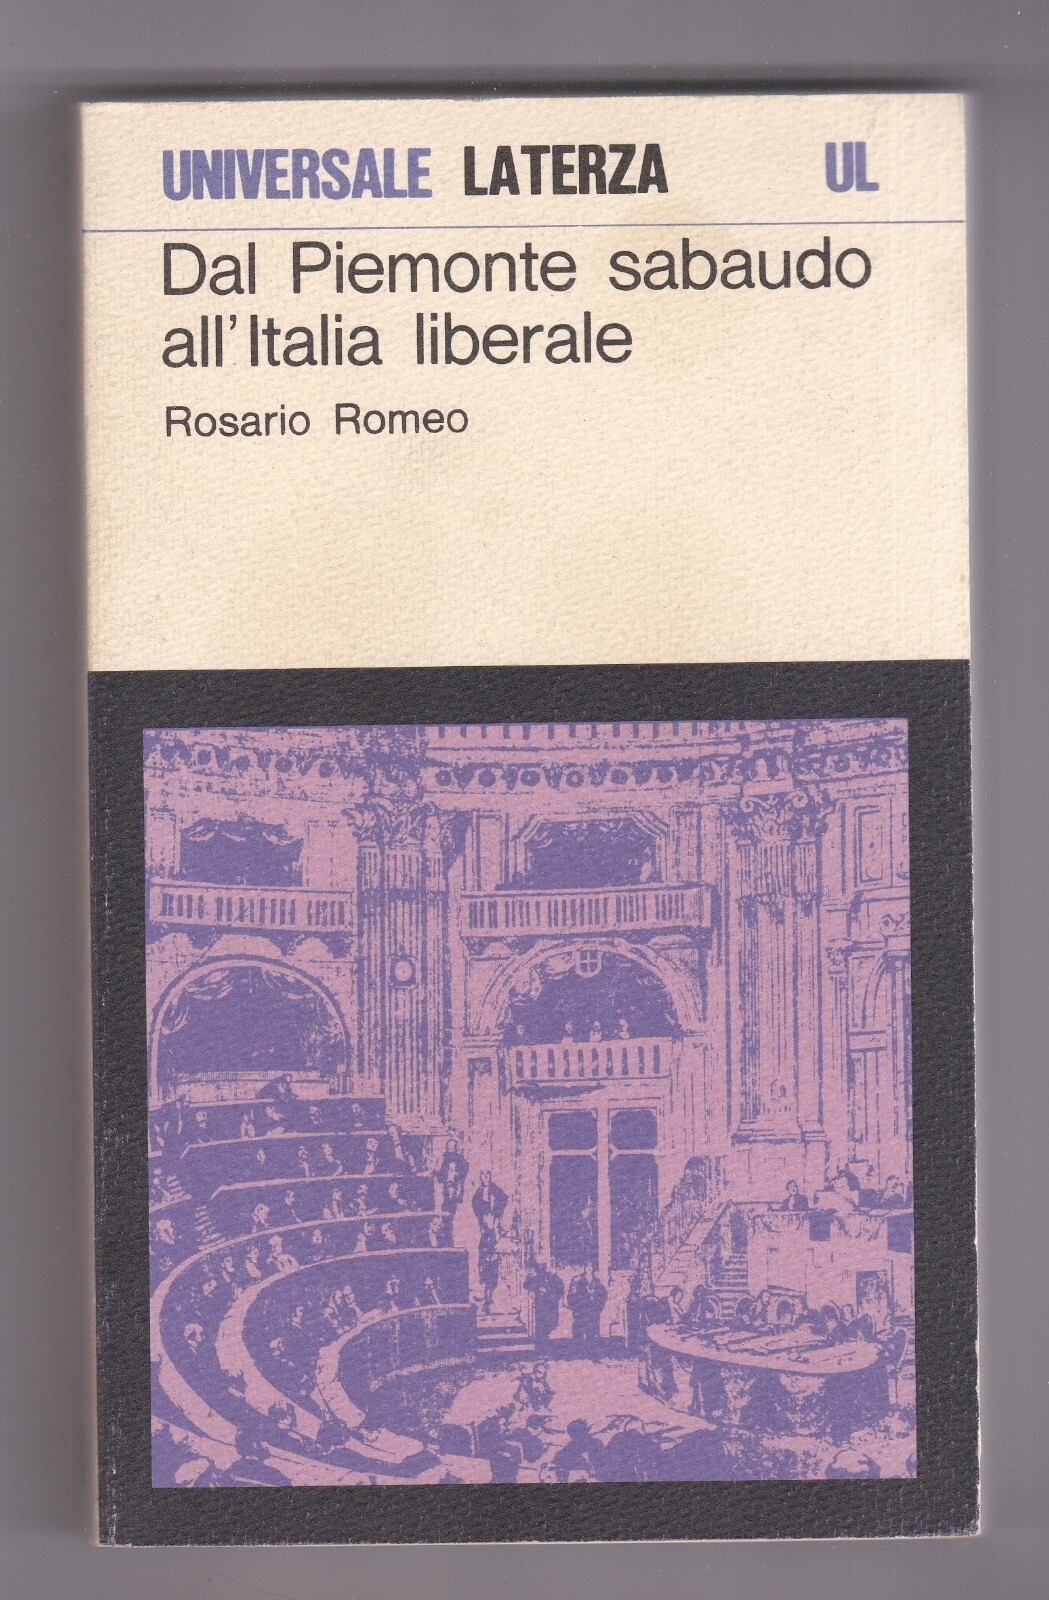 UNIVERSALE LATERZA UL
Dal Piemonte sabaudo
all'Italia liberale
Rosario Romeo